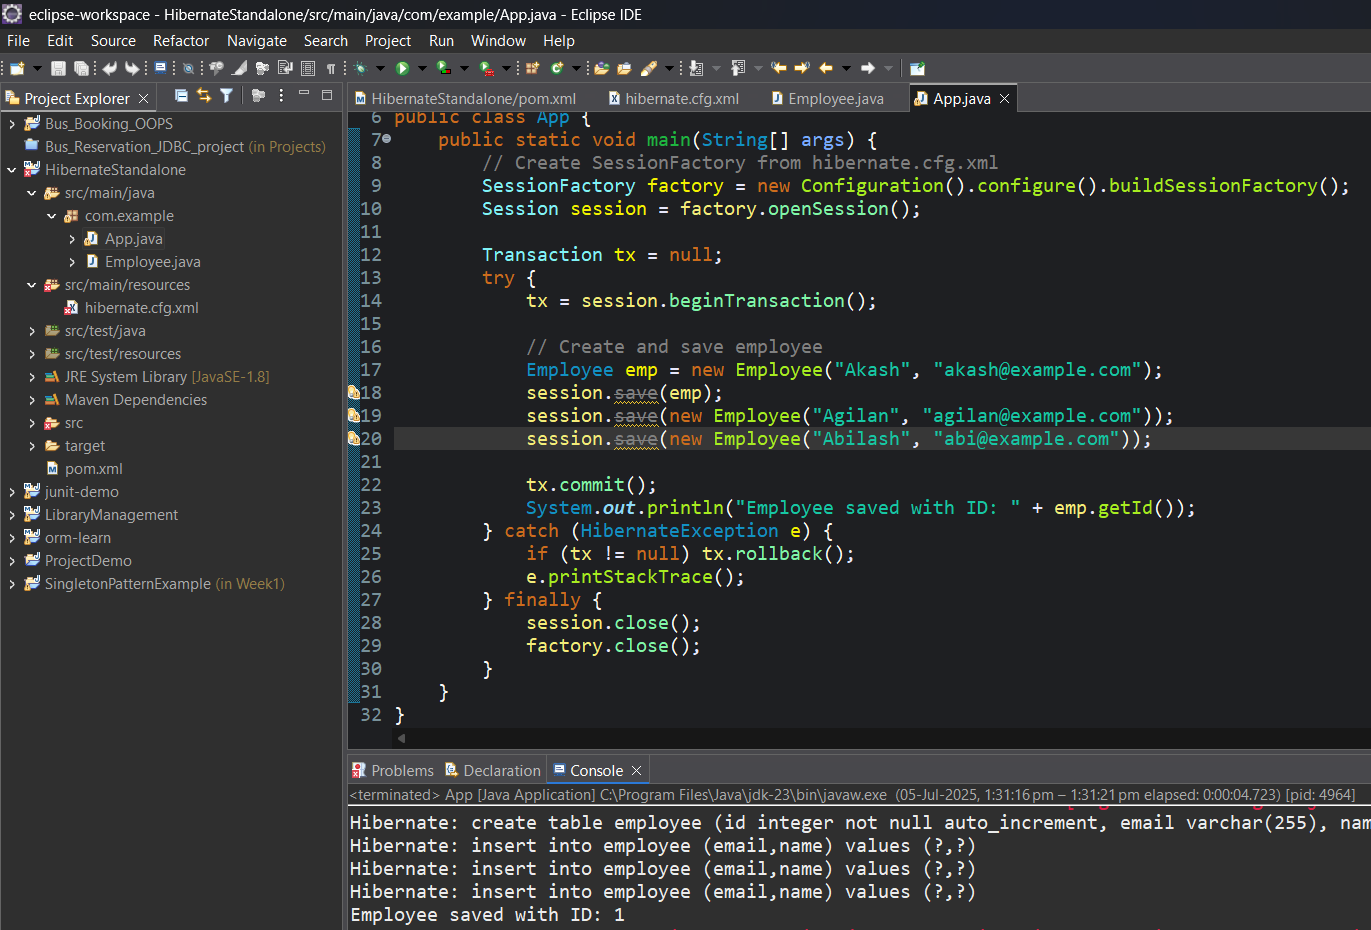 eclipse-workspace - HibernateStandalone/src/main/java/com/example/App.java - Eclipse IDE
File Edit Source Refactor Navigate Search Project Run Window Help
Project Explorer
Bus_Booking_OOPS
Bus_Reservation_JDBC_project (in Projects)
HibernateStandalone
src/main/java
com.example
App.java
Employee.java
src/main/resources
hibernate.cfg.xml
src/test/java
src/test/resources
JRE System Library [JavaSE-1.8]
Maven Dependencies
src
target
pom.xml
junit-demo
LibraryManagement
orm-learn
ProjectDemo
SingletonPatternExample (in Week1)
HibernateStandalone/pom.xml hibernate.cfg.xml Employee.java App.java
6 public class App {
7 public static void main(String[] args) {
8 // Create SessionFactory from hibernate.cfg.xml
9 SessionFactory factory = new Configuration().configure().buildSessionFactory();
10 Session session = factory.openSession();
11
12 Transaction tx = null;
13 try {
14 tx = session.beginTransaction();
15
16 // Create and save employee
17 Employee emp = new Employee("Akash", "akash@example.com");
18 session.save(emp);
19 session.save(new Employee("Agilan", "agilan@example.com"));
20 session.save(new Employee("Abilash", "abi@example.com"));
21
22 tx.commit();
23 System.out.println("Employee saved with ID: " + emp.getId());
24 } catch (HibernateException e) {
25 if (tx != null) tx.rollback();
26 e.printStackTrace();
27 } finally {
28 session.close();
29 factory.close();
30 }
31 }
32 }
Problems Declaration Console
<terminated> App [Java Application] C:\Program Files\Java\jdk-23\bin\javaw.exe (05-Jul-2025, 1:31:16 pm – 1:31:21 pm elapsed: 0:00:04.723) [pid: 4964]
Hibernate: create table employee (id integer not null auto_increment, email varchar(255), nam
Hibernate: insert into employee (email,name) values (?,?)
Hibernate: insert into employee (email,name) values (?,?)
Hibernate: insert into employee (email,name) values (?,?)
Employee saved with ID: 1